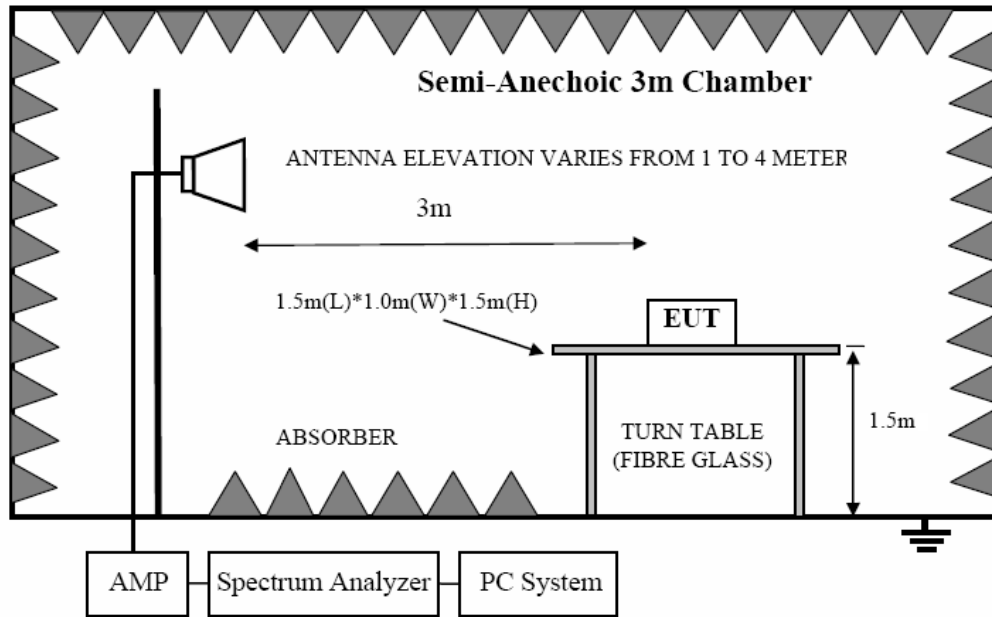 Semi-Anechoic 3m Chamber
ANTENNA ELEVATION VARIES FROM 1 TO 4 METER
3m
1.5m(L)*1.0m(W)*1.5m(H)
EUT
1.5m
ABSORBER
TURN TABLE
(FIBRE GLASS)
AMP
Spectrum Analyzer
PC System